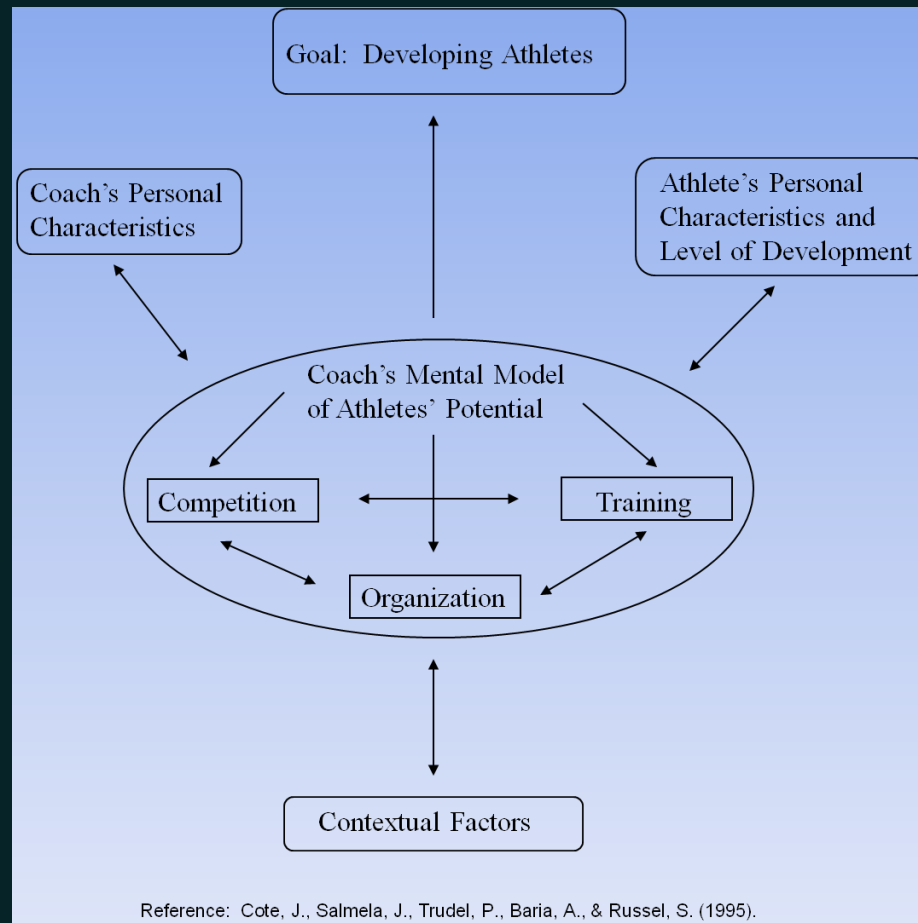 Goal:  Developing Athletes
Coach’s Personal
Characteristics
Athlete’s Personal
Characteristics and
Level of Development
Coach’s Mental Model
of Athletes’ Potential
Competition
Training
Organization
Contextual Factors
Reference:  Cote, J., Salmela, J., Trudel, P., Baria, A., & Russel, S. (1995).